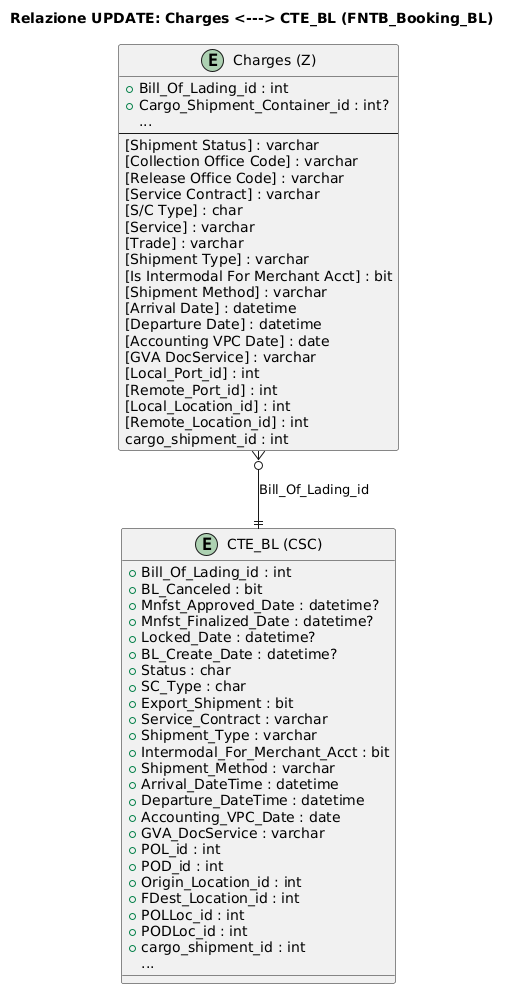 Relazione UPDATE: Charges <---> CTE_BL (FNTB_Booking_BL)
E Charges (Z)
Bill_Of_Lading_id : int
Cargo_Shipment_Container_id : int?
...
[Shipment Status] : varchar
[Collection Office Code] : varchar
[Release Office Code] : varchar
[Service Contract] : varchar
[S/C Type] : char
[Service] : varchar
[Trade] : varchar
[Shipment Type] : varchar
[Is Intermodal For Merchant Acct] : bit
[Shipment Method] : varchar
[Arrival Date] : datetime
[Departure Date] : datetime
[Accounting VPC Date] : date
[GVA DocService] : varchar
[Local_Port_id] : int
[Remote_Port_id] : int
[Local_Location_id] : int
[Remote_Location_id] : int
cargo_shipment_id : int
Bill_Of_Lading_id
E CTE_BL (CSC)
Bill_Of_Lading_id : int
BL_Canceled : bit
Mnfst_Approved_Date : datetime?
Mnfst_Finalized_Date : datetime?
Locked_Date : datetime?
BL_Create_Date : datetime?
Status : char
SC_Type : char
Export_Shipment : bit
Service_Contract : varchar
Shipment_Type : varchar
Intermodal_For_Merchant_Acct : bit
Shipment_Method : varchar
Arrival_DateTime : datetime
Departure_DateTime : datetime
Accounting_VPC_Date : date
GVA_DocService : varchar
POL_id : int
POD_id : int
Origin_Location_id : int
FDest_Location_id : int
POLLoc_id : int
PODLoc_id : int
cargo_shipment_id : int
...